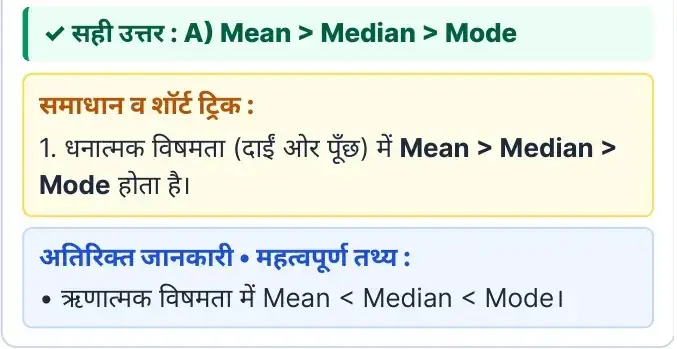 ✓ सही उत्तर : A) Mean > Median > Mode
समाधान व शॉर्ट ट्रिक :
1. धनात्मक विषमता (दाईं ओर पूँछ) में Mean > Median >
Mode होता है।
अतिरिक्त जानकारी • महत्वपूर्ण तथ्य :
• ऋणात्मक विषमता में Mean < Median < Mode।